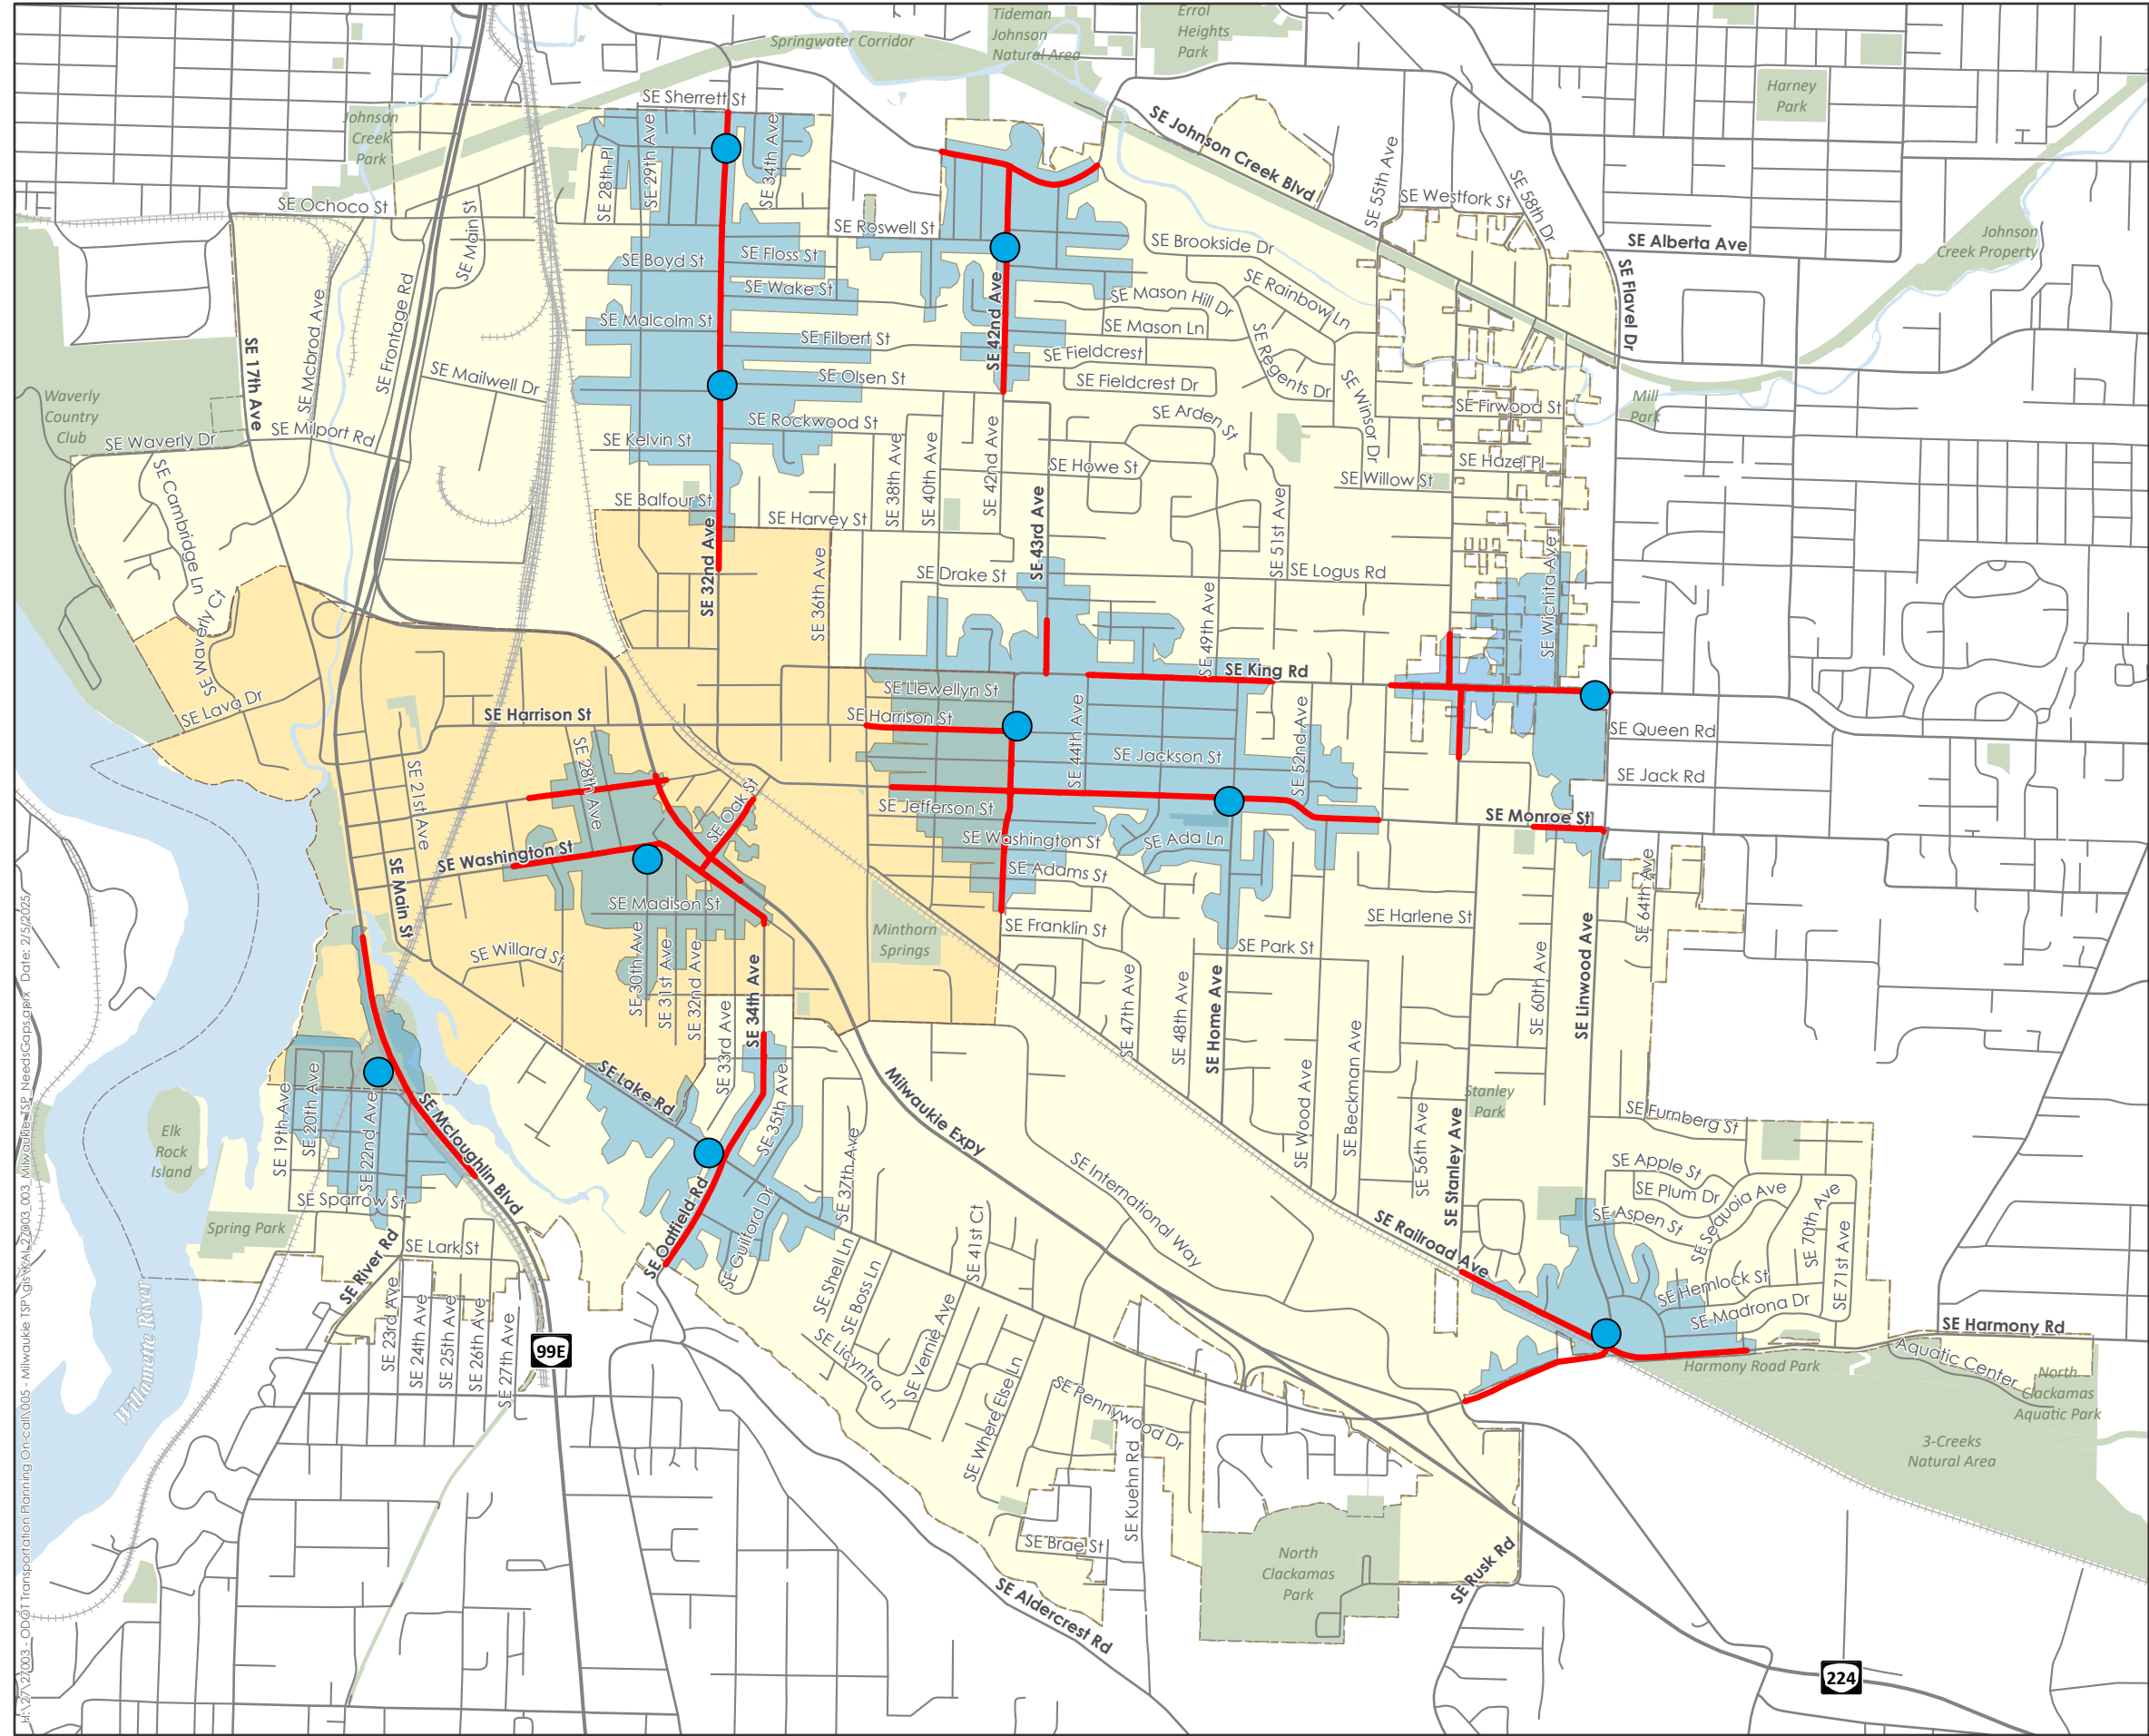 Tideman
Johnson
Natural Area
Errol
Heights
Park
Springwater Corridor
Harney
Park
SE Sherrett St
Johnson
Creek
Park
SE 28th Pl
SE 29th Ave
SE 34th Ave
SE Johnson Creek Blvd
SE 55th Ave
SE Westfork St
SE 58th Dr
SE Ochoco St
SE Main St
SE Roswell St
SE Brookside Dr
SE Alberta Ave
Johnson
Creek Property
SE Flavel Dr
SE Boyd St
SE Floss St
SE Wake St
SE Mason Hill Dr
SE Rainbow Ln
SE Mcbrod Ave
SE Frontage Rd
SE 17th Ave
SE Malcolm St
SE Filbert St
SE 42nd Ave
SE Mason Ln
SE Fieldcrest
SE Regents Dr
SE Mailwell Dr
SE Olsen St
SE Fieldcrest Dr
SE Winsor Dr
Waverly
Country
Club
SE Waverly Dr
SE Milport Rd
SE Kelvin St
SE Rockwood St
SE Arden St
SE Firwood St
Mill
Park
SE Cambridge Ln
SE 38th Ave
SE 40th Ave
SE 42nd Ave
SE Howe St
SE Hazel Pl
SE Willow St
SE Balfour St
SE Harvey St
SE 43rd Ave
SE 51st Ave
SE 32nd Ave
SE 36th Ave
SE Drake St
SE Logus Rd
SE Wichita Ave
SE Waverly Ct
SE 49th Ave
SE King Rd
SE Lava Dr
SE Harrison St
SE Llewellyn St
SE Harrison St
SE 44th Ave
SE Queen Rd
SE 21st Ave
SE 28th Ave
SE Jackson St
SE 52nd Ave
SE Jack Rd
SE Oak St
SE Jefferson St
SE Monroe St
SE Washington St
SE Washington St
SE Ada Ln
SE Main St
SE Adams St
SE 64th Ave
SE Madison St
SE Harlene St
SE Franklin St
Minthorn
Springs
SE Park St
SE Willard St
SE 30th Ave
SE 31st Ave
SE 32nd Ave
SE 34th Ave
SE 47th Ave
SE 48th Ave
SE Home Ave
SE 60th Ave
SE Linwood Ave
SE 33rd Ave
SE Lake Rd
SE 35th Ave
Milwaukie Expy
SE Wood Ave
SE Beckman Ave
SE 56th Ave
SE Stanley Ave
Stanley
Park
SE Furnberg St
SE 19th Ave
SE 20th Ave
SE 22nd Ave
SE Mcloughlin Blvd
Elk
Rock
Island
SE Sparrow St
SE 37th Ave
SE International Way
SE Apple St
SE Plum Dr
SE Sequoia Ave
SE Aspen St
SE 70th Ave
SE 71st Ave
Spring Park
SE River Rd
SE Lark St
SE Oatfield Rd
SE Guilford Dr
SE Shell Ln
SE Boss Ln
SE 41st Ct
SE Railroad Ave
SE Hemlock St
SE Madrona Dr
Willamette River
SE 23rd Ave
SE 24th Ave
SE 25th Ave
SE 26th Ave
SE 27th Ave
99E
SE Licyntra Ln
SE Vernie Ave
SE Where Else Ln
SE Pennywood Dr
SE Kuehn Rd
SE Harmony Rd
Harmony Road Park
Aquatic Center
North
Clackamas
Aquatic Park
3-Creeks
Natural Area
SE Brae St
SE Aldercrest Rd
North
Clackamas
Park
SE Rusk Rd
224
H:\27\27003 - ODOT Transportation Planning On-call\005 - Milwaukie TSP\gis\KAI_27003_003_Milwaukie_TSP_NeedsGaps.aprx Date: 2/5/2025